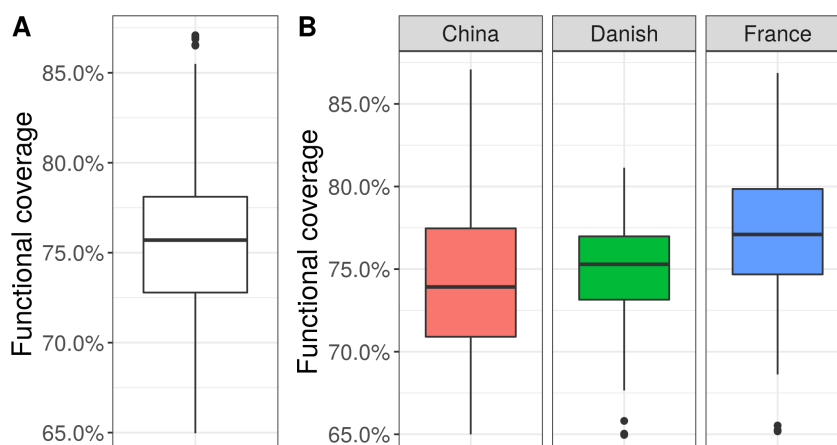 A
Functional coverage
85.0%
80.0%
75.0%
70.0%
65.0%
B
Functional coverage
China
Danish
France
85.0%
80.0%
75.0%
70.0%
65.0%